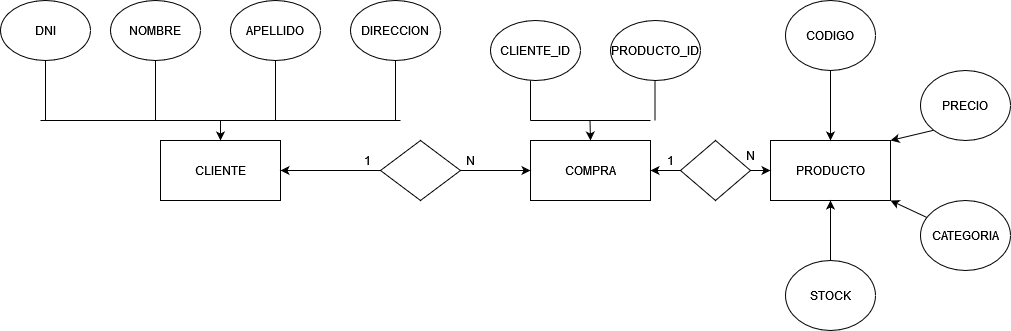 DNI
NOMBRE
APELLIDO
DIRECCION
CLIENTE_ID
PRODUCTO_ID
CODIGO
PRECIO
CLIENTE
1
N
COMPRA
1
N
PRODUCTO
CATEGORIA
STOCK